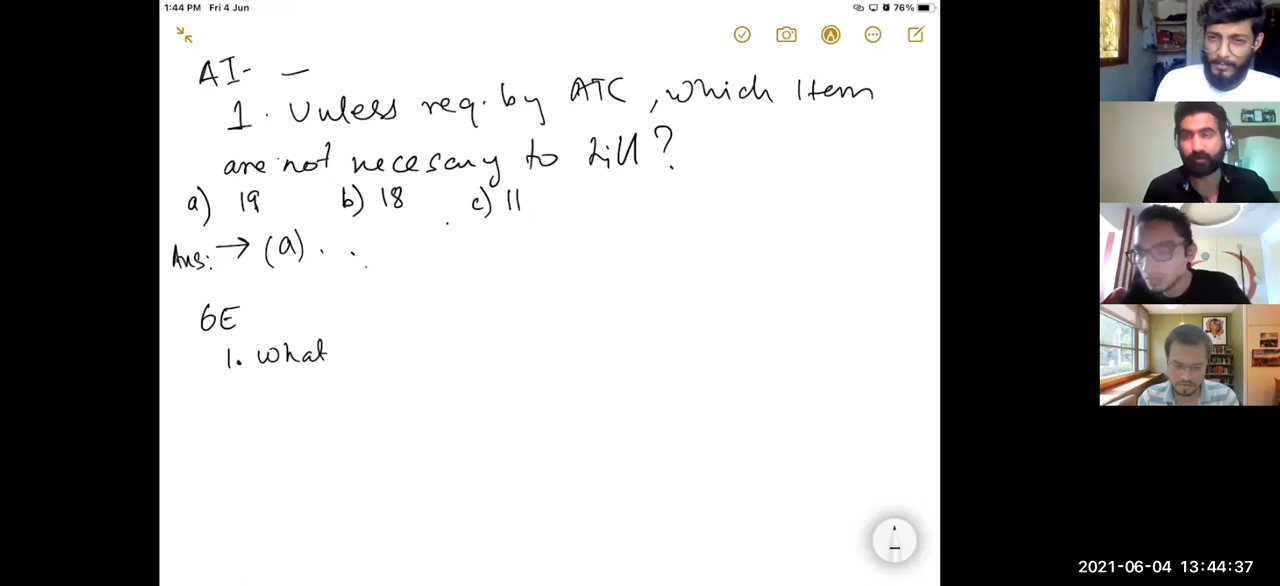 1:44 PM Fri 4 Jun
76%
AI- —
1. Unless req. by ATC, which Item
are not necesary to fill?
a) 19 b) 18 c) 11
Ans: → (a) . .
6E
1. what
2021-06-04 13:44:37